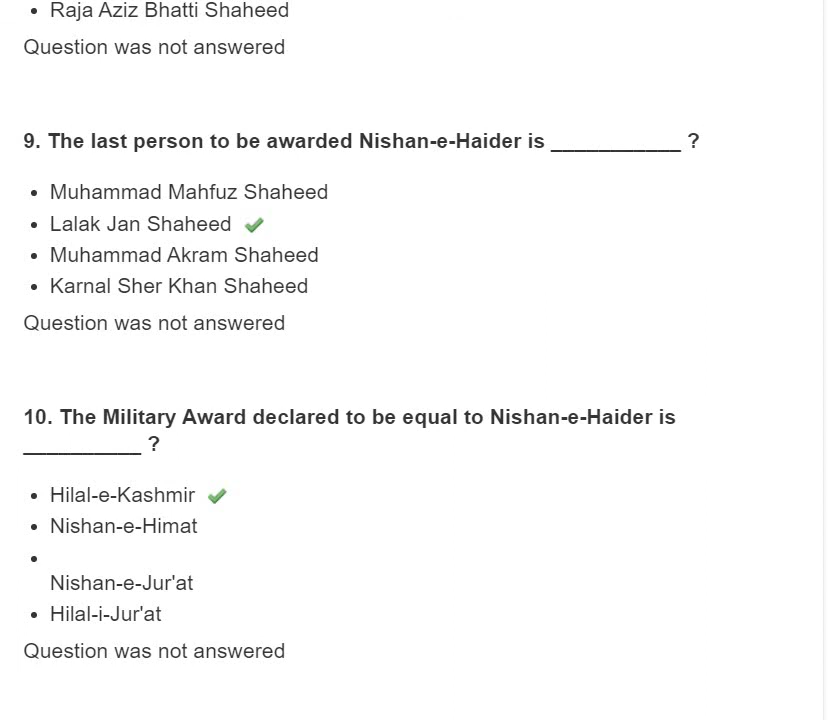 • Raja Aziz Bhatti Shaheed
Question was not answered
9. The last person to be awarded Nishan-e-Haider is ___________ ?
• Muhammad Mahfuz Shaheed
• Lalak Jan Shaheed
• Muhammad Akram Shaheed
• Karnal Sher Khan Shaheed
Question was not answered
10. The Military Award declared to be equal to Nishan-e-Haider is
__________ ?
• Hilal-e-Kashmir
• Nishan-e-Himat
•
Nishan-e-Jur'at
• Hilal-i-Jur'at
Question was not answered